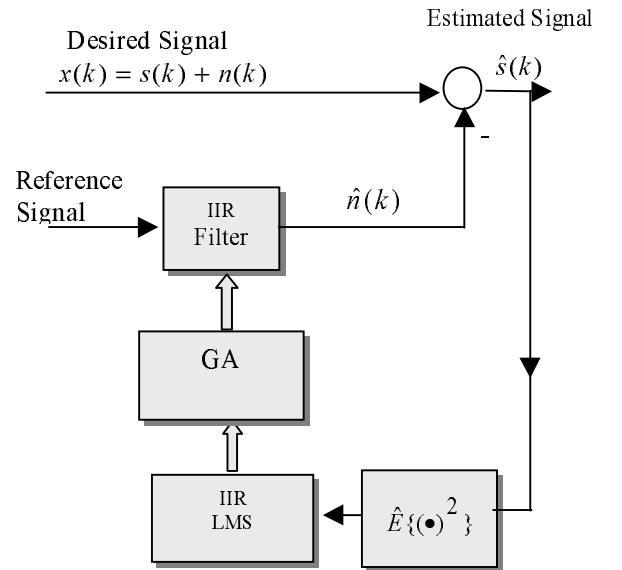 Estimated Signal
Desired Signal
x(k) = s(k) + n(k)
ŝ(k)
-
Reference
Signal
IIR
Filter
n̂(k)
GA
IIR
LMS
Ê{(•)²}